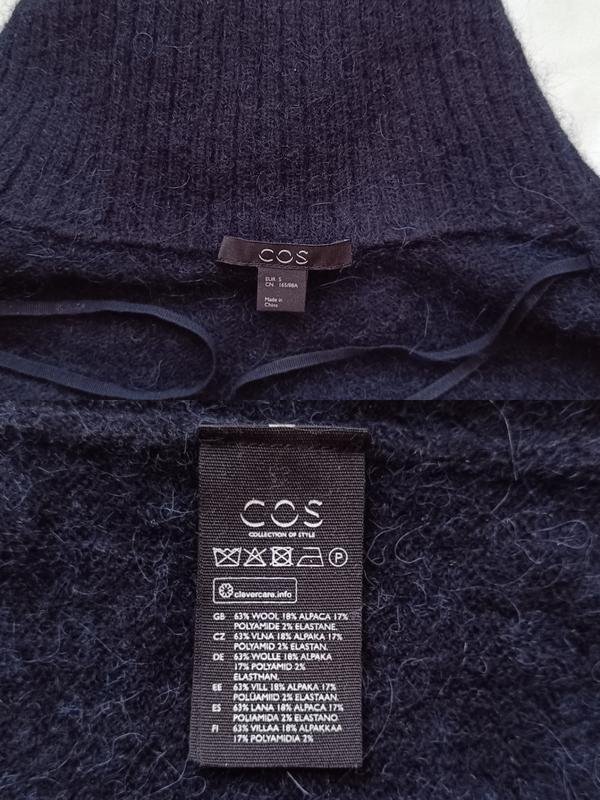 COS
EUR S
CN 165/88A
Made in
China
COS
COLLECTION OF STYLE
P
clevercare.info
GB 63% WOOL 18% ALPACA 17%
POLYAMIDE 2% ELASTANE.
CZ 63% VLNA 18% ALPAKA 17%
POLYAMID 2% ELASTAN.
DE 63% WOLLE 18% ALPAKA
17% POLYAMID 2%
ELASTHAN.
EE 63% VILL 18% ALPAKA 17%
POLÜAMIID 2% ELASTAAN.
ES 63% LANA 18% ALPACA 17%
POLIAMIDA 2% ELASTANO
FI 63% VILLAA 18% ALPAKKAA
17% POLYAMIDIA 2%